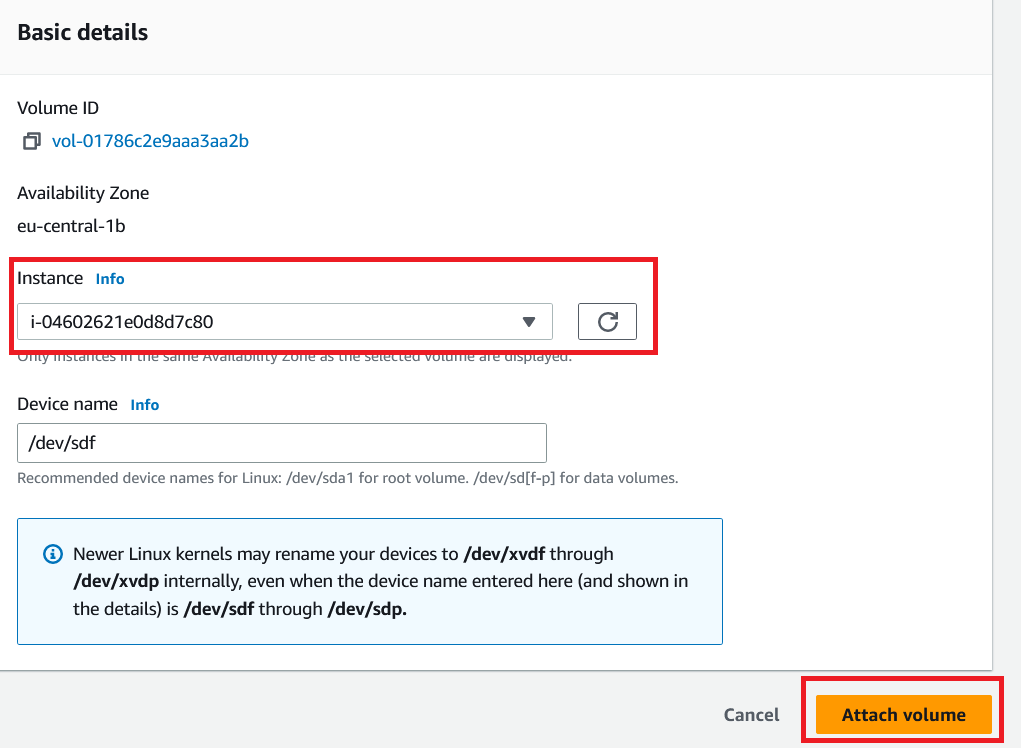 Basic details
Volume ID
vol-01786c2e9aaa3aa2b
Availability Zone
eu-central-1b
Instance Info
i-04602621e0d8d7c80
Only instances in the same Availability Zone as the selected volume are displayed.
Device name Info
/dev/sdf
Recommended device names for Linux: /dev/sda1 for root volume. /dev/sd[f-p] for data volumes.
Newer Linux kernels may rename your devices to /dev/xvdf through
/dev/xvdp internally, even when the device name entered here (and shown in
the details) is /dev/sdf through /dev/sdp.
Cancel Attach volume